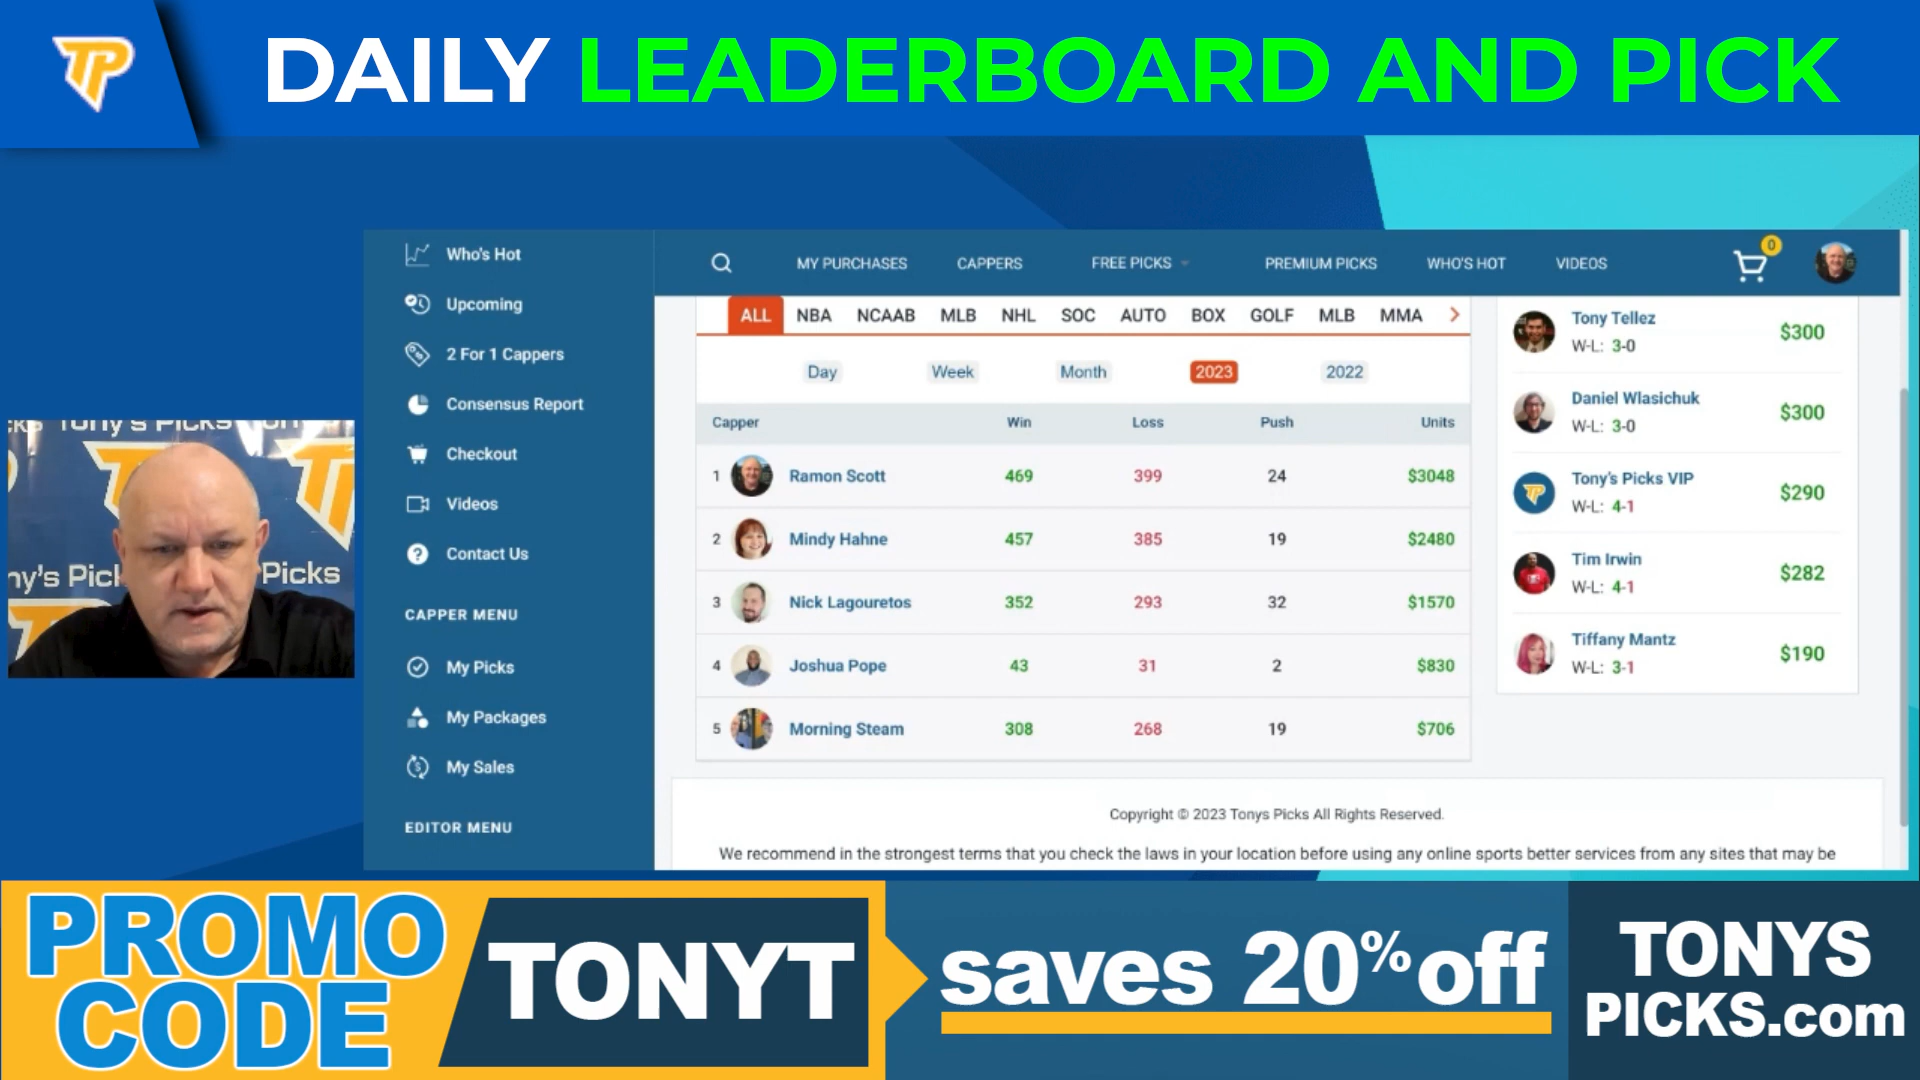 TP
DAILY LEADERBOARD AND PICK
Who's Hot
Upcoming
2 For 1 Cappers
Consensus Report
Checkout
Videos
Contact Us
CAPPER MENU
My Picks
My Packages
My Sales
EDITOR MENU
MY PURCHASES CAPPERS FREE PICKS PREMIUM PICKS WHO'S HOT VIDEOS 0
ALL NBA NCAAB MLB NHL SOC AUTO BOX GOLF MLB MMA
Day Week Month 2023 2022
Capper Win Loss Push Units
1 Ramon Scott 469 399 24 $3048
2 Mindy Hahne 457 385 19 $2480
3 Nick Lagouretos 352 293 32 $1570
4 Joshua Pope 43 31 2 $830
5 Morning Steam 308 268 19 $706
Tony Tellez $300
W-L: 3-0
Daniel Wlasichuk $300
W-L: 3-0
TP Tony's Picks VIP $290
W-L: 4-1
Tim Irwin $282
W-L: 4-1
Tiffany Mantz $190
W-L: 3-1
Copyright © 2023 Tonys Picks All Rights Reserved.
We recommend in the strongest terms that you check the laws in your location before using any online sports better services from any sites that may be
Tony's Picks
Picks
PROMO
CODE
TONYT
saves 20% off
TONYS
PICKS.com